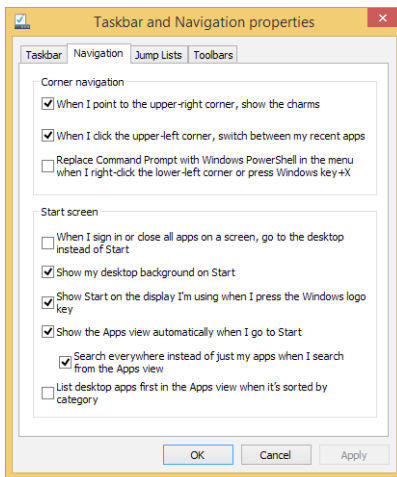 Taskbar and Navigation properties
Taskbar Navigation Jump Lists Toolbars
Corner navigation
When I point to the upper-right corner, show the charms
When I click the upper-left corner, switch between my recent apps
Replace Command Prompt with Windows PowerShell in the menu
when I right-click the lower-left corner or press Windows key+X
Start screen
When I sign in or close all apps on a screen, go to the desktop
instead of Start
Show my desktop background on Start
Show Start on the display I'm using when I press the Windows logo
key
Show the Apps view automatically when I go to Start
Search everywhere instead of just my apps when I search
from the Apps view
List desktop apps first in the Apps view when it's sorted by
category
OK Cancel Apply